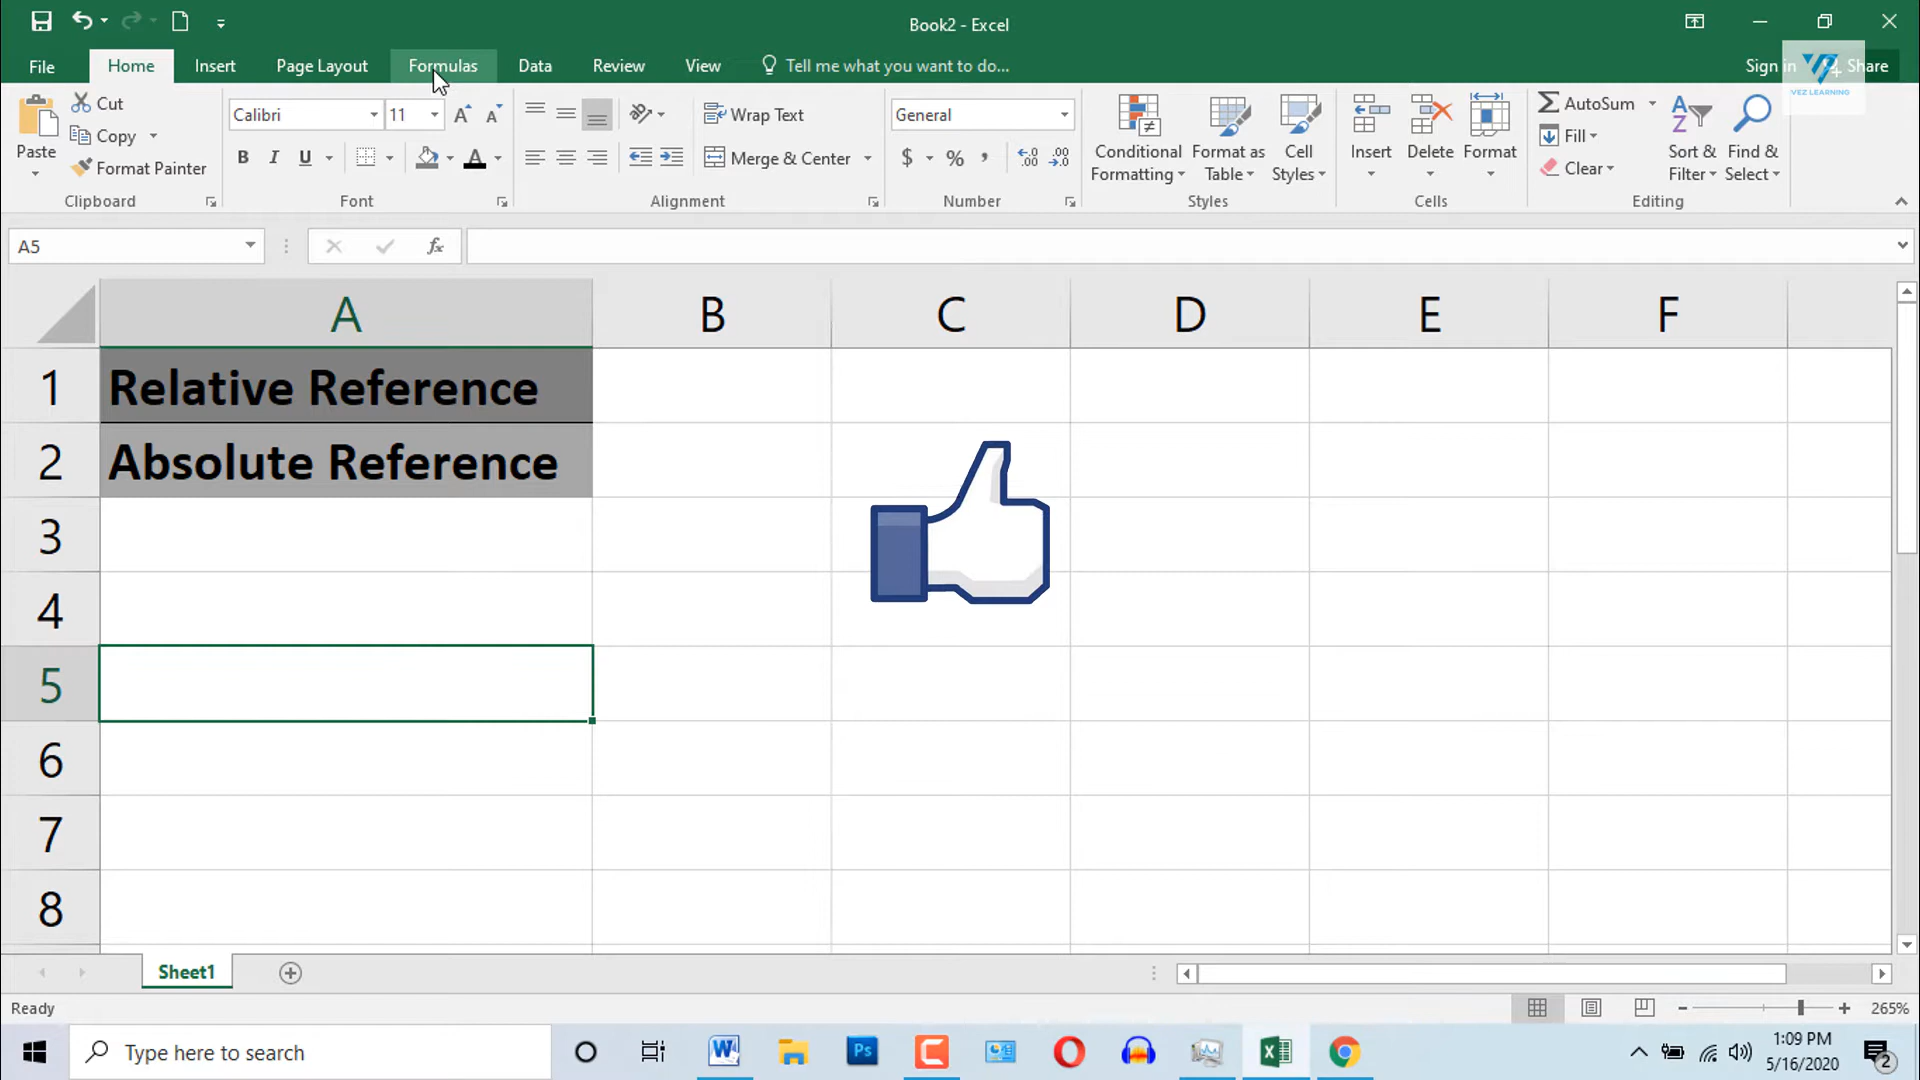 Book2 - Excel
File Home Insert Page Layout Formulas Data Review View Tell me what you want to do... Sign in Share
VEZ LEARNING
Paste
Cut
Copy
Format Painter
Clipboard
Calibri 11
B I U A
Font
Wrap Text
Merge & Center
Alignment
General
$ % ,
Number
Conditional Formatting
Format as Table
Cell Styles
Styles
Insert
Delete
Format
Cells
AutoSum
Fill
Clear
Sort & Filter
Find & Select
Editing
A5
fx
A B C D E F
1 Relative Reference
2 Absolute Reference
3
4
5
6
7
8
Sheet1
Ready
265%
Type here to search
Ps
1:09 PM
5/16/2020
2